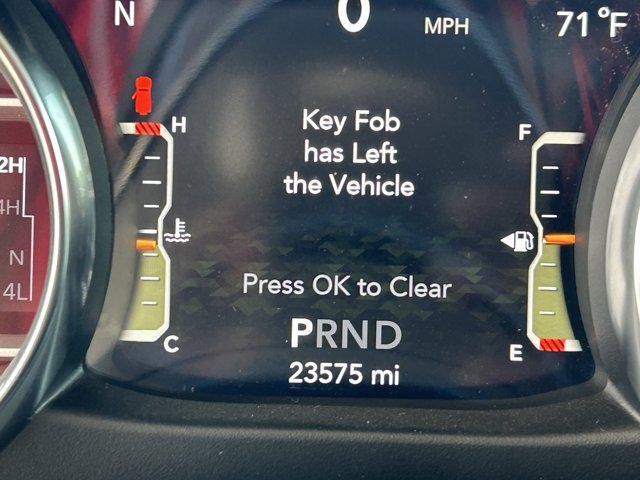 N 0 MPH 71°F
H F
Key Fob
has Left
the Vehicle
2H
4H
N
4L
Press OK to Clear
C E
PRND
23575 mi